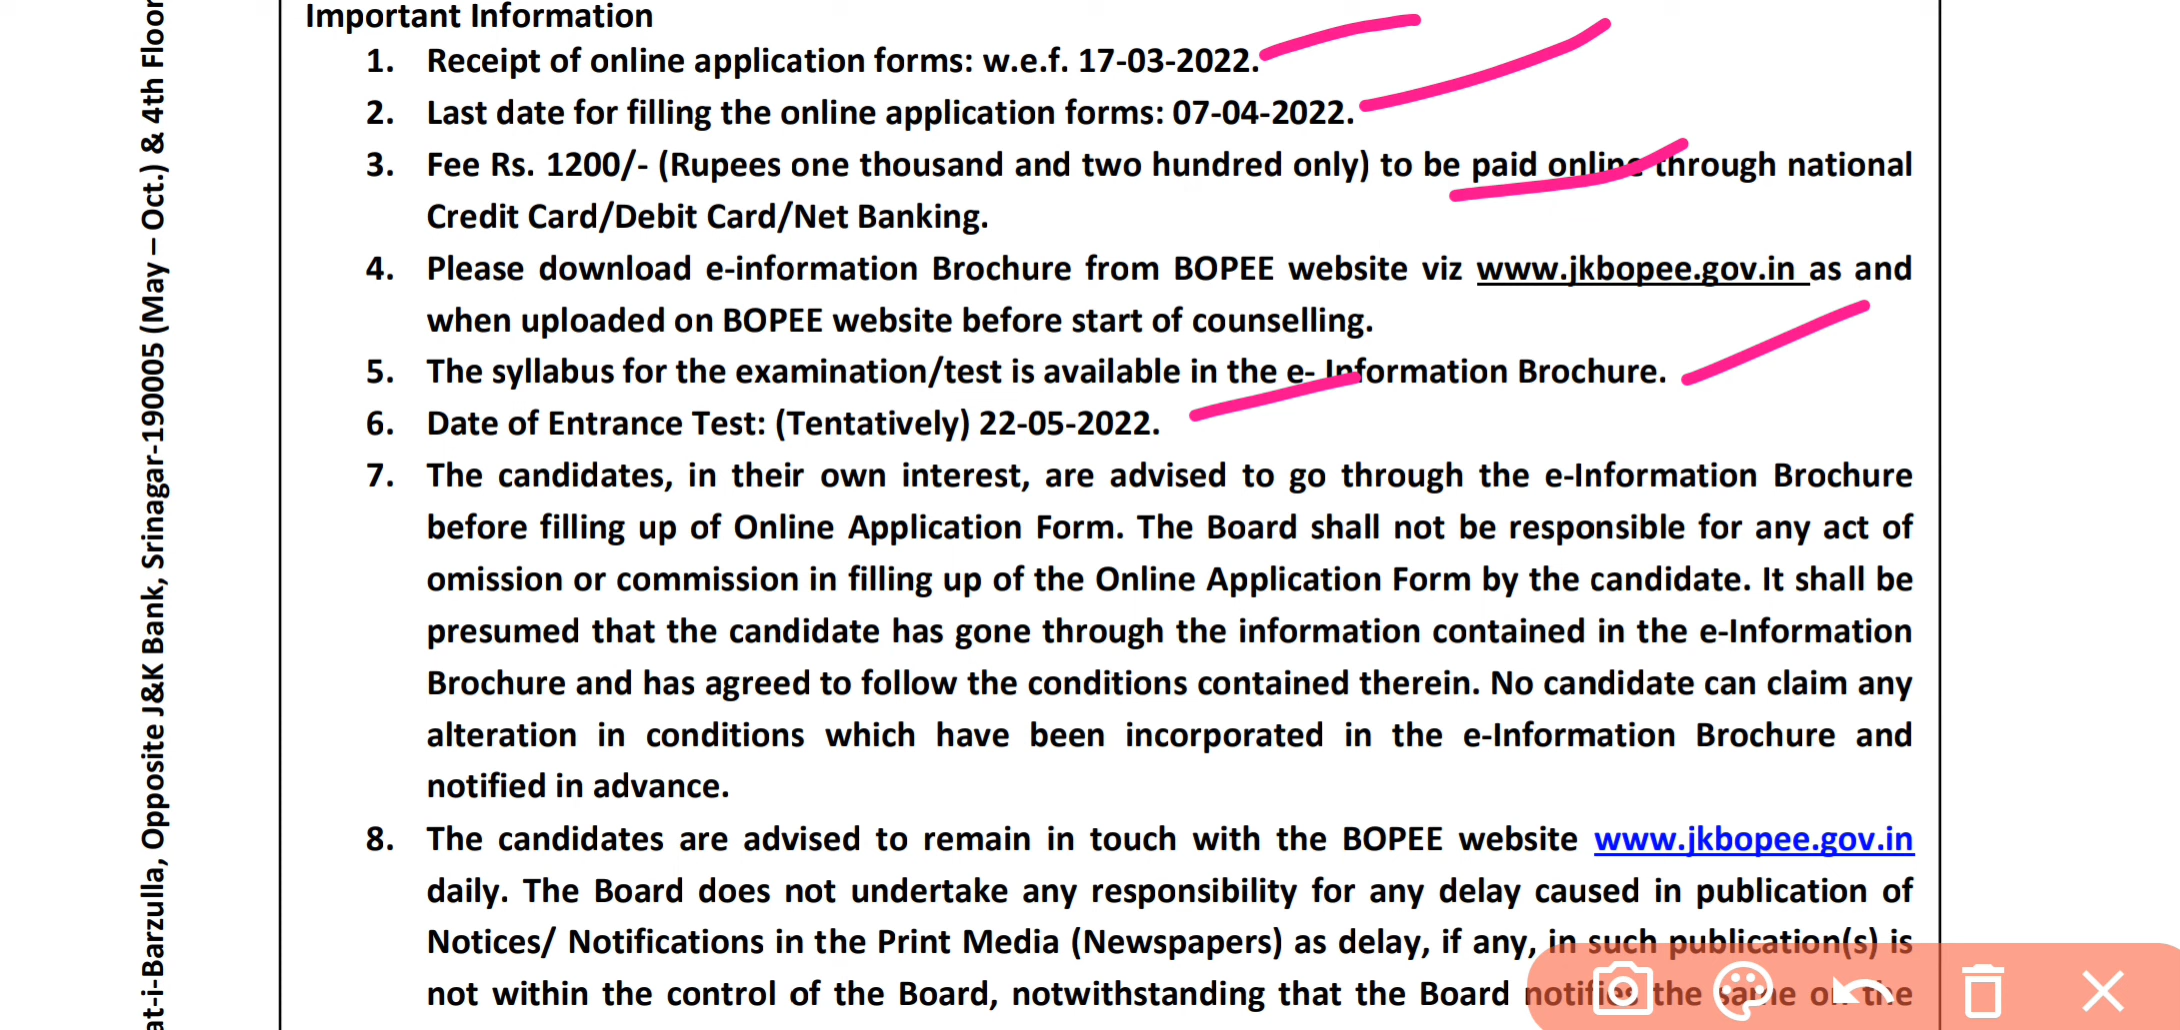 Important Information
1. Receipt of online application forms: w.e.f. 17-03-2022.
2. Last date for filling the online application forms: 07-04-2022.
3. Fee Rs. 1200/- (Rupees one thousand and two hundred only) to be paid online through national
Credit Card/Debit Card/Net Banking.
4. Please download e-information Brochure from BOPEE website viz www.jkbopee.gov.in as and
when uploaded on BOPEE website before start of counselling.
5. The syllabus for the examination/test is available in the e- Information Brochure.
6. Date of Entrance Test: (Tentatively) 22-05-2022.
7. The candidates, in their own interest, are advised to go through the e-Information Brochure
before filling up of Online Application Form. The Board shall not be responsible for any act of
omission or commission in filling up of the Online Application Form by the candidate. It shall be
presumed that the candidate has gone through the information contained in the e-Information
Brochure and has agreed to follow the conditions contained therein. No candidate can claim any
alteration in conditions which have been incorporated in the e-Information Brochure and
notified in advance.
8. The candidates are advised to remain in touch with the BOPEE website www.jkbopee.gov.in
daily. The Board does not undertake any responsibility for any delay caused in publication of
Notices/ Notifications in the Print Media (Newspapers) as delay, if any, in such publication(s) is
not within the control of the Board, notwithstanding that the Board notifies the same on the
at-i-Barzulla, Opposite J&K Bank, Srinagar-190005 (May – Oct.) & 4th Floor